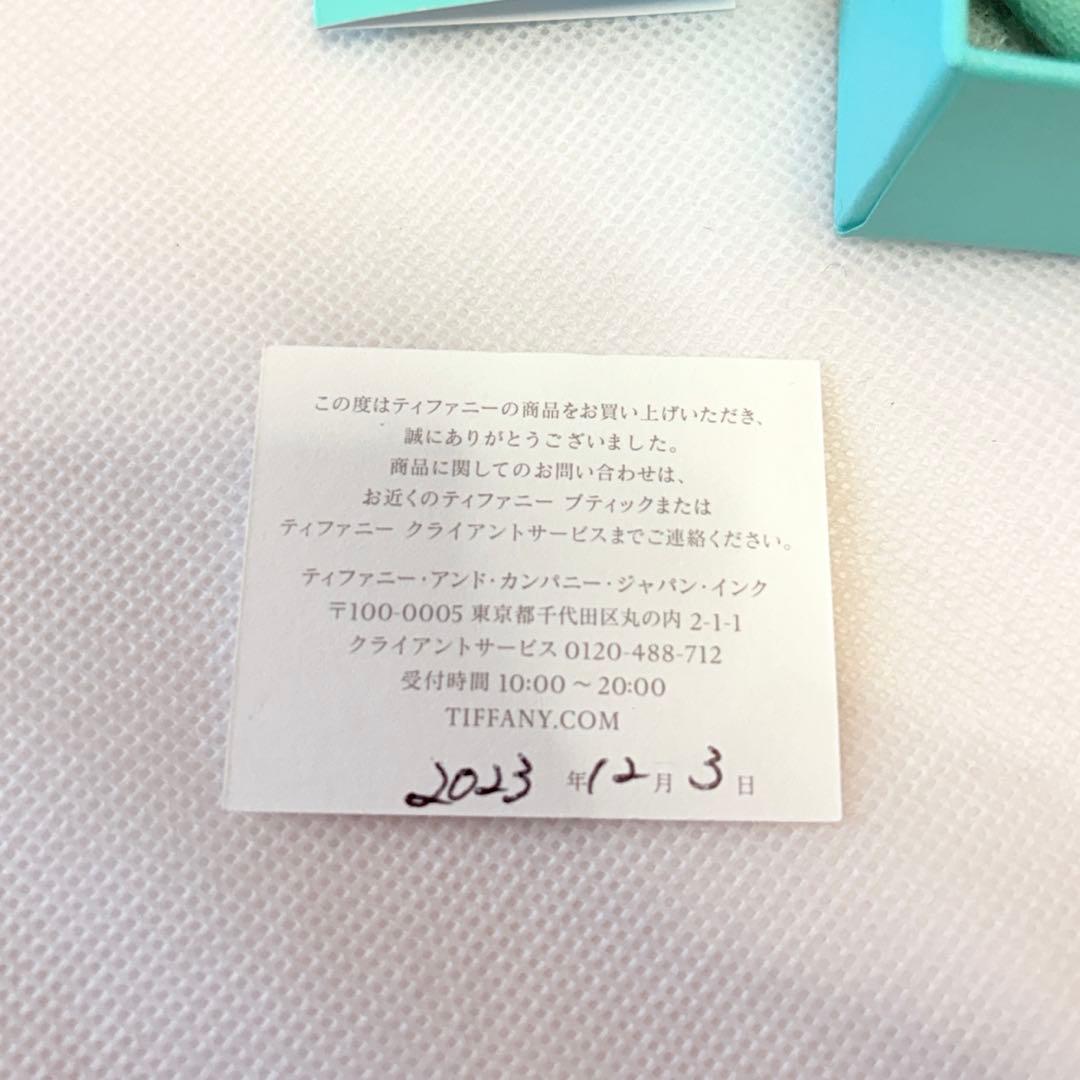 この度はティファニーの商品をお買い上げいただき、
誠にありがとうございました。
商品に関してのお問い合わせは、
お近くのティファニー ブティックまたは
ティファニー クライアントサービスまでご連絡ください。
ティファニー・アンド・カンパニー・ジャパン・インク
〒100-0005 東京都千代田区丸の内 2-1-1
クライアントサービス 0120-488-712
受付時間 10:00 〜 20:00
TIFFANY.COM
2023 年 12 月 3 日